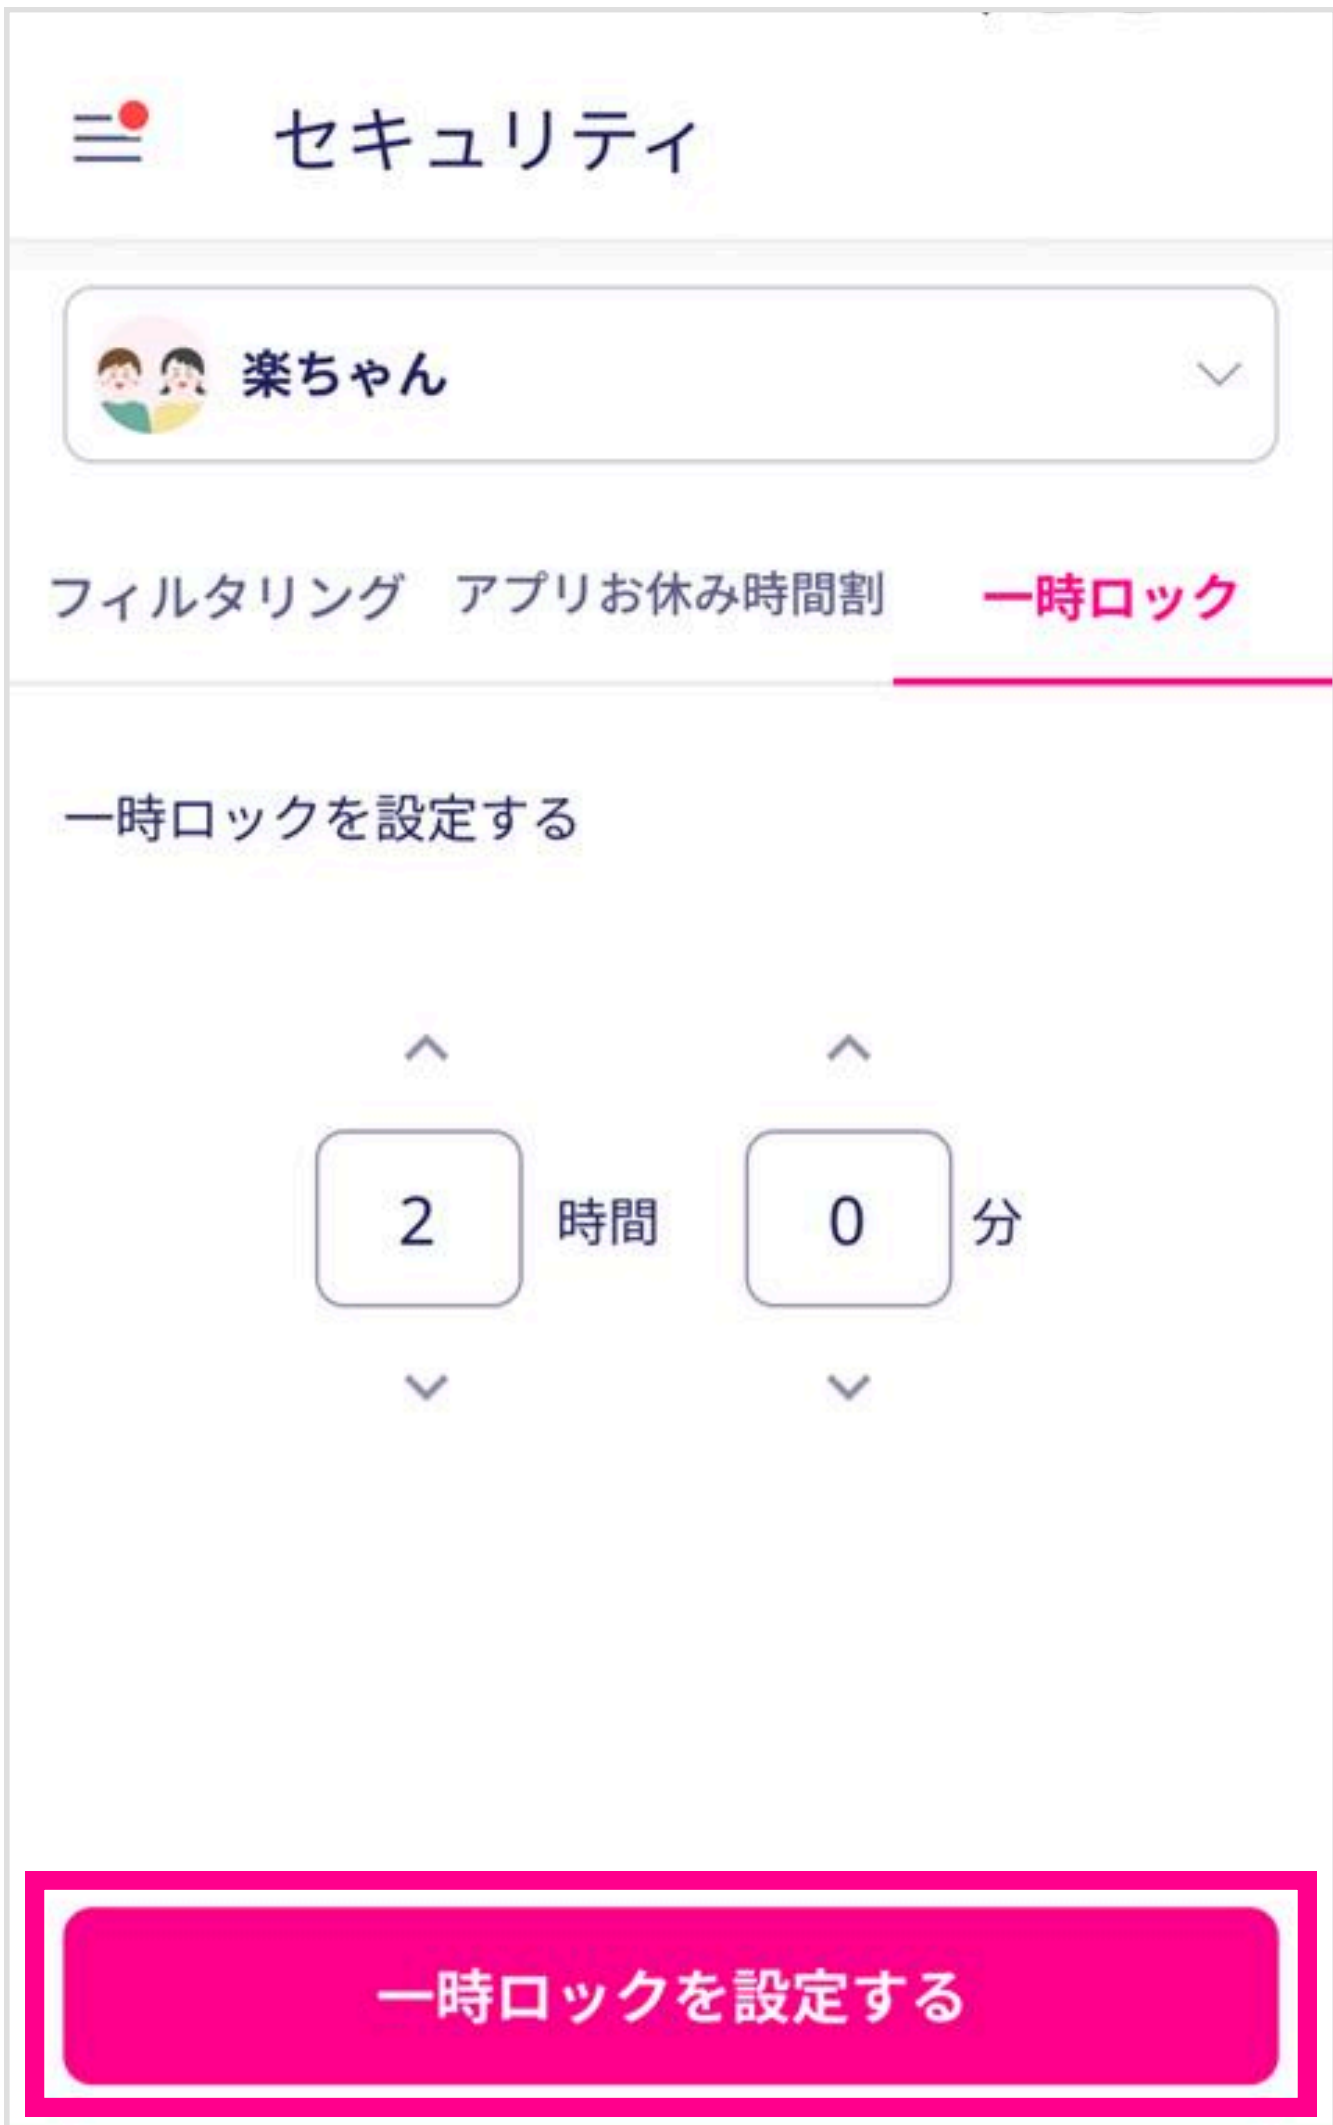 セキュリティ
楽ちゃん
フィルタリング アプリお休み時間割 一時ロック
一時ロックを設定する
2 時間 0 分
一時ロックを設定する